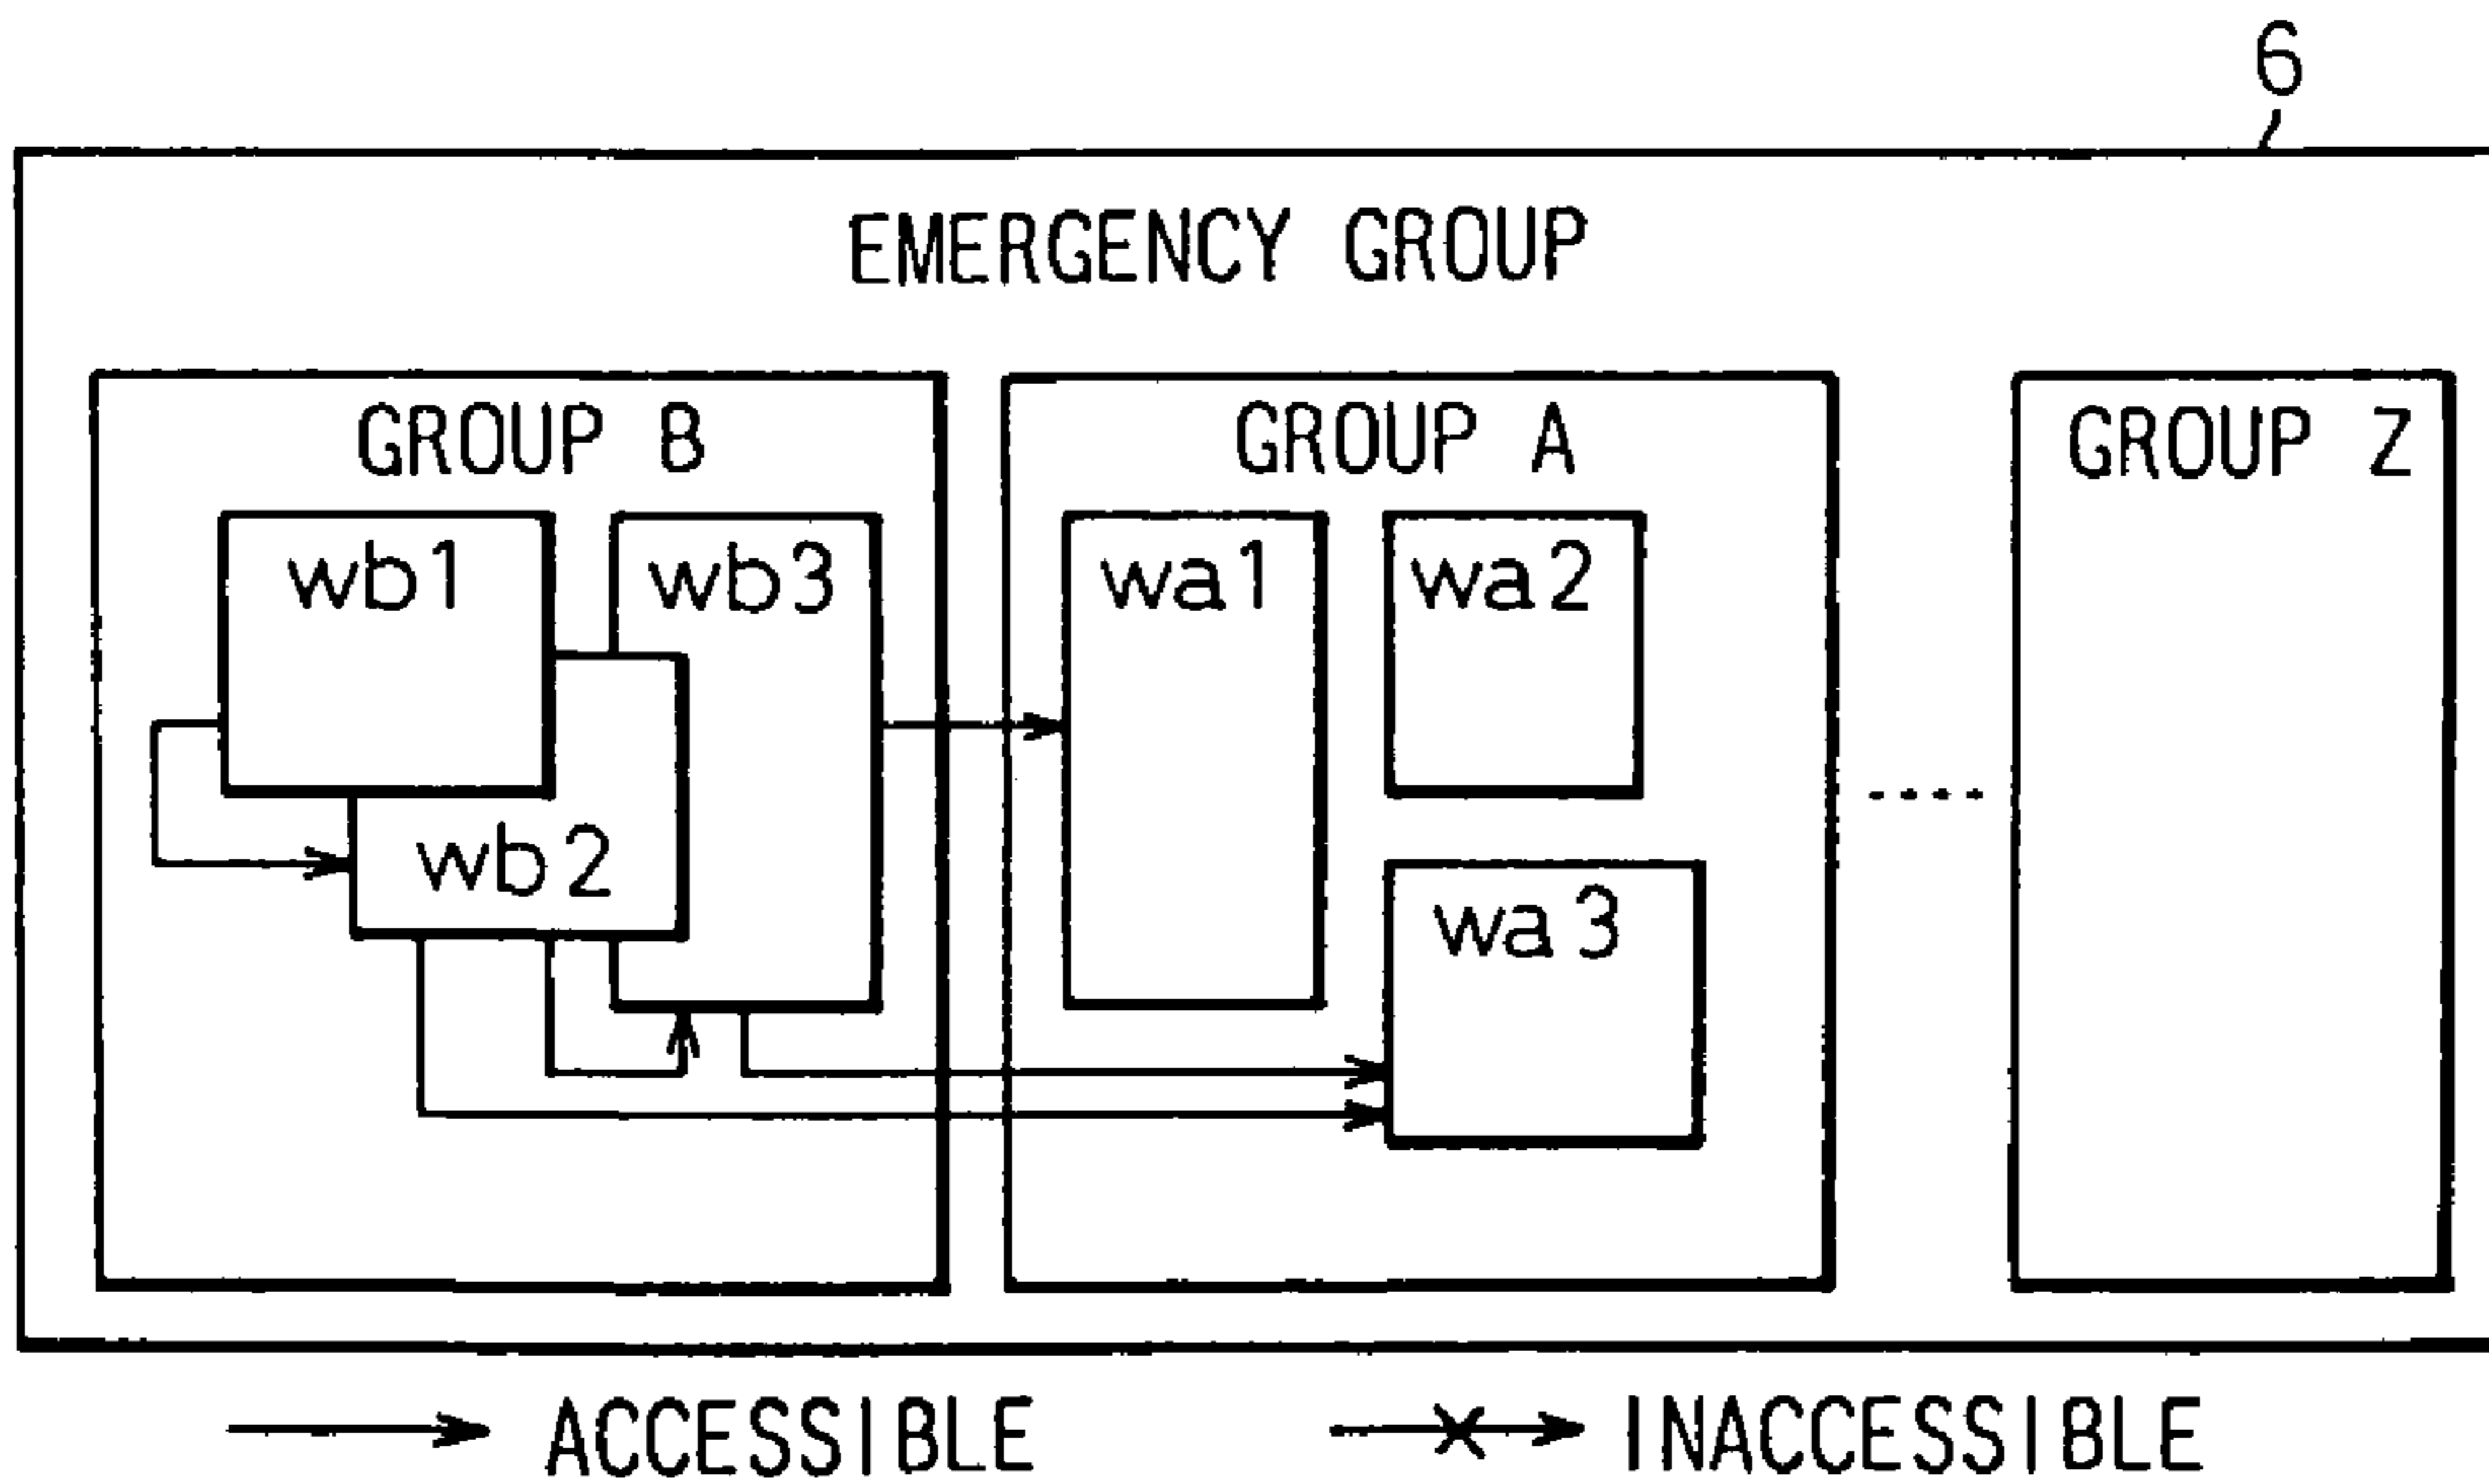 6
EMERGENCY GROUP
GROUP B
GROUP A
GROUP Z
wb1
wb3
wa1
wa2
wb2
wa3
ACCESSIBLE
INACCESSIBLE